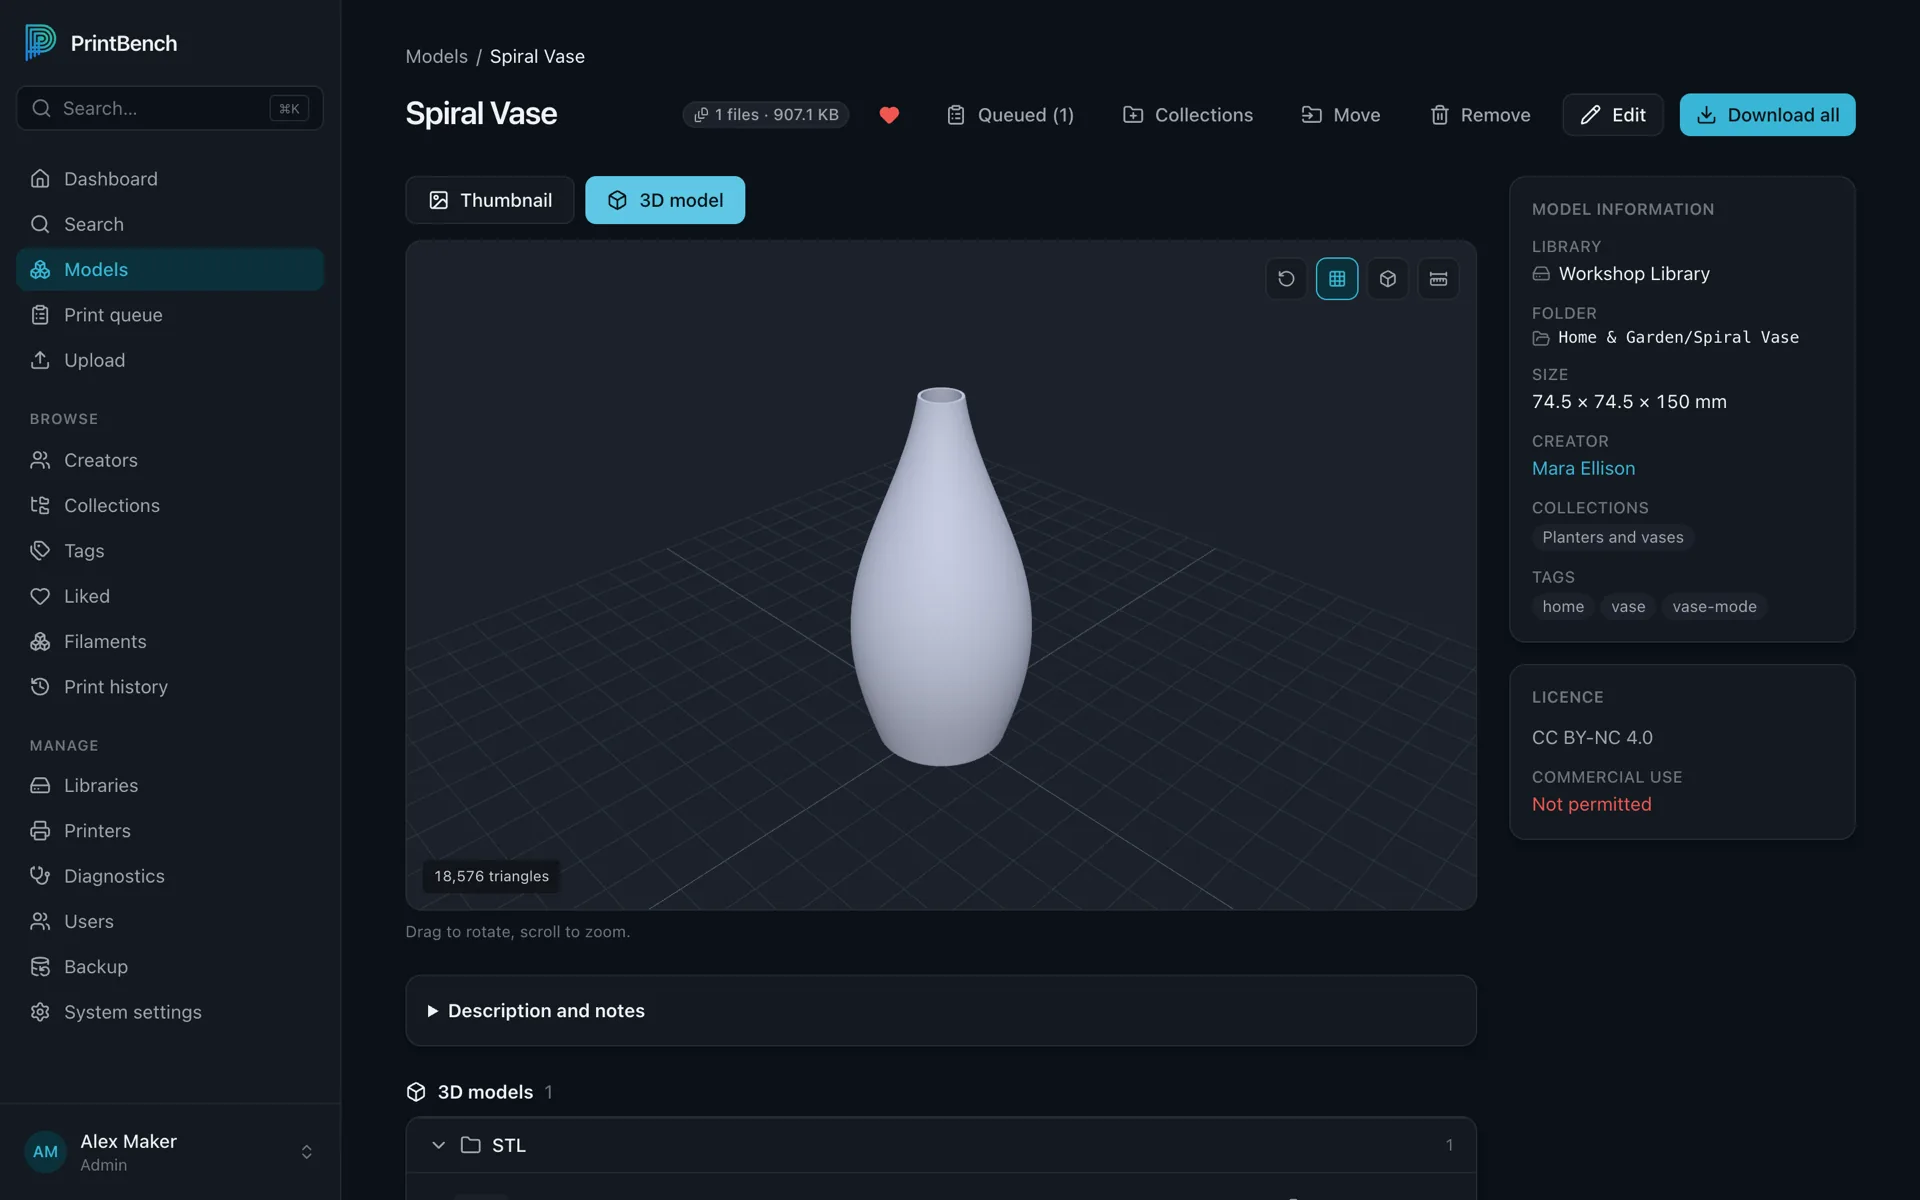 PrintBench
Search...
⌘K
Dashboard
Search
Models
Print queue
Upload
BROWSE
Creators
Collections
Tags
Liked
Filaments
Print history
MANAGE
Libraries
Printers
Diagnostics
Users
Backup
System settings
AM
Alex Maker
Admin
Models / Spiral Vase
Spiral Vase
1 files · 907.1 KB
Queued (1)
Collections
Move
Remove
Edit
Download all
Thumbnail
3D model
18,576 triangles
Drag to rotate, scroll to zoom.
Description and notes
3D models 1
STL
1
MODEL INFORMATION
LIBRARY
Workshop Library
FOLDER
Home & Garden/Spiral Vase
SIZE
74.5 × 74.5 × 150 mm
CREATOR
Mara Ellison
COLLECTIONS
Planters and vases
TAGS
home vase vase-mode
LICENCE
CC BY-NC 4.0
COMMERCIAL USE
Not permitted